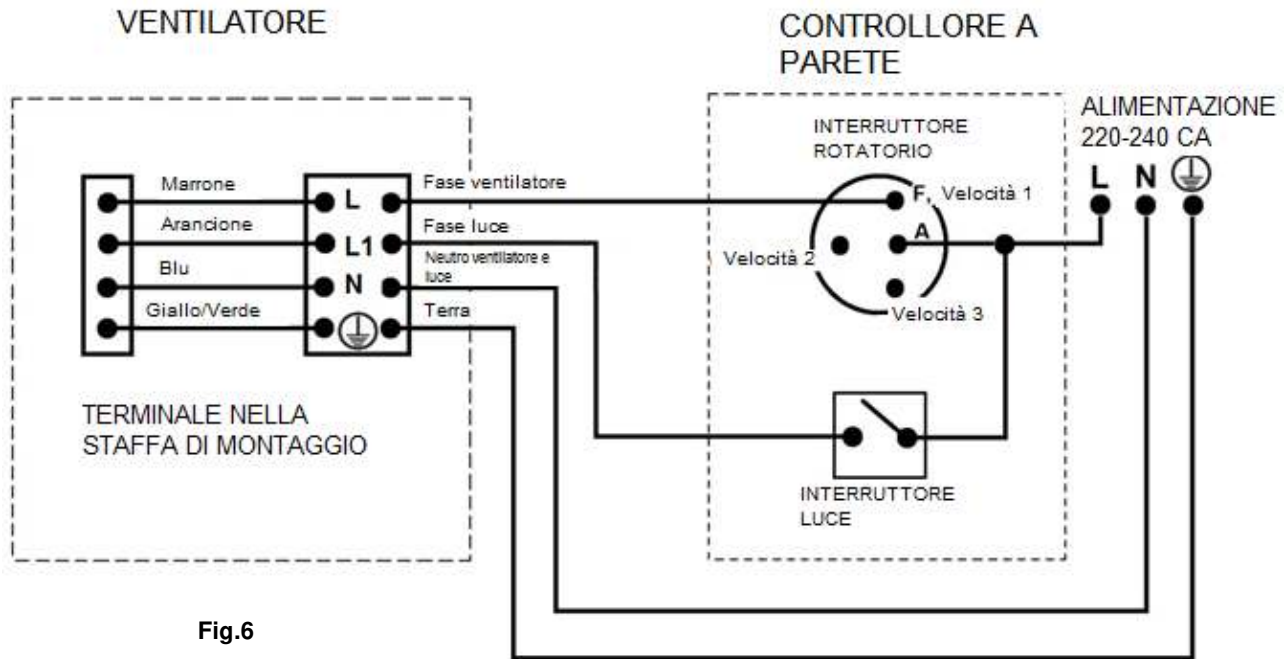 VENTILATORE
CONTROLLORE A
PARETE
ALIMENTAZIONE
220-240 CA
L N
INTERRUTTORE
ROTATORIO
F, Velocità 1
A
Velocità 2
Velocità 3
INTERRUTTORE
LUCE
Marrone
Arancione
Blu
Giallo/Verde
L
L1
N
Fase ventilatore
Fase luce
Neutro ventilatore e
luce
Terra
TERMINALE NELLA
STAFFA DI MONTAGGIO
Fig.6